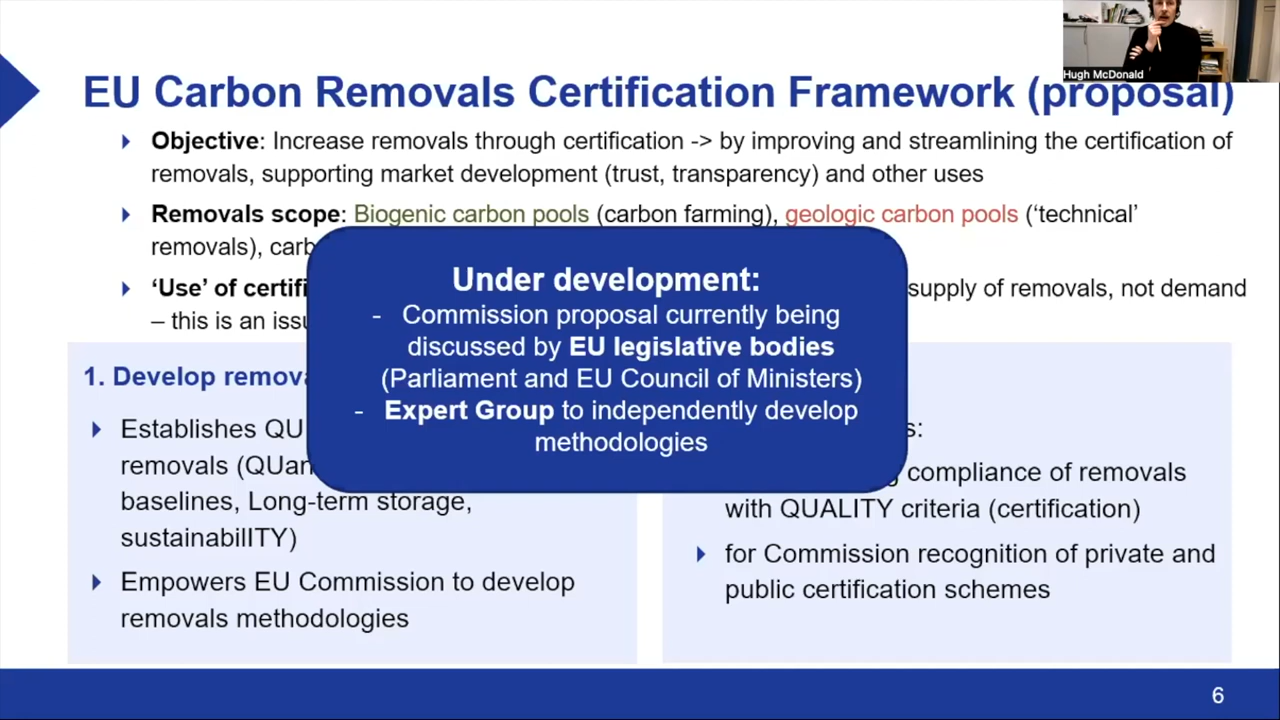 Hugh McDonald
EU Carbon Removals Certification Framework (proposal)
Objective: Increase removals through certification -> by improving and streamlining the certification of
removals, supporting market development (trust, transparency) and other uses
Removals scope: Biogenic carbon pools (carbon farming), geologic carbon pools (‘technical’
removals), carb
‘Use’ of certifi supply of removals, not demand
– this is an issu
Under development:
- Commission proposal currently being
discussed by EU legislative bodies
(Parliament and EU Council of Ministers)
- Expert Group to independently develop
methodologies
1. Develop remov
Establishes QU
removals (QUan
baselines, Long-term storage,
sustainabilITY)
Empowers EU Commission to develop
removals methodologies
s:
compliance of removals
with QUALITY criteria (certification)
for Commission recognition of private and
public certification schemes
6